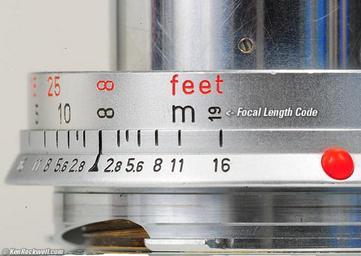 25 ∞ feet
10 ∞ m 19 <- Focal Length Code
11 8 5.6 2.8 2.8 5.6 8 11 16
©KenRockwell.com